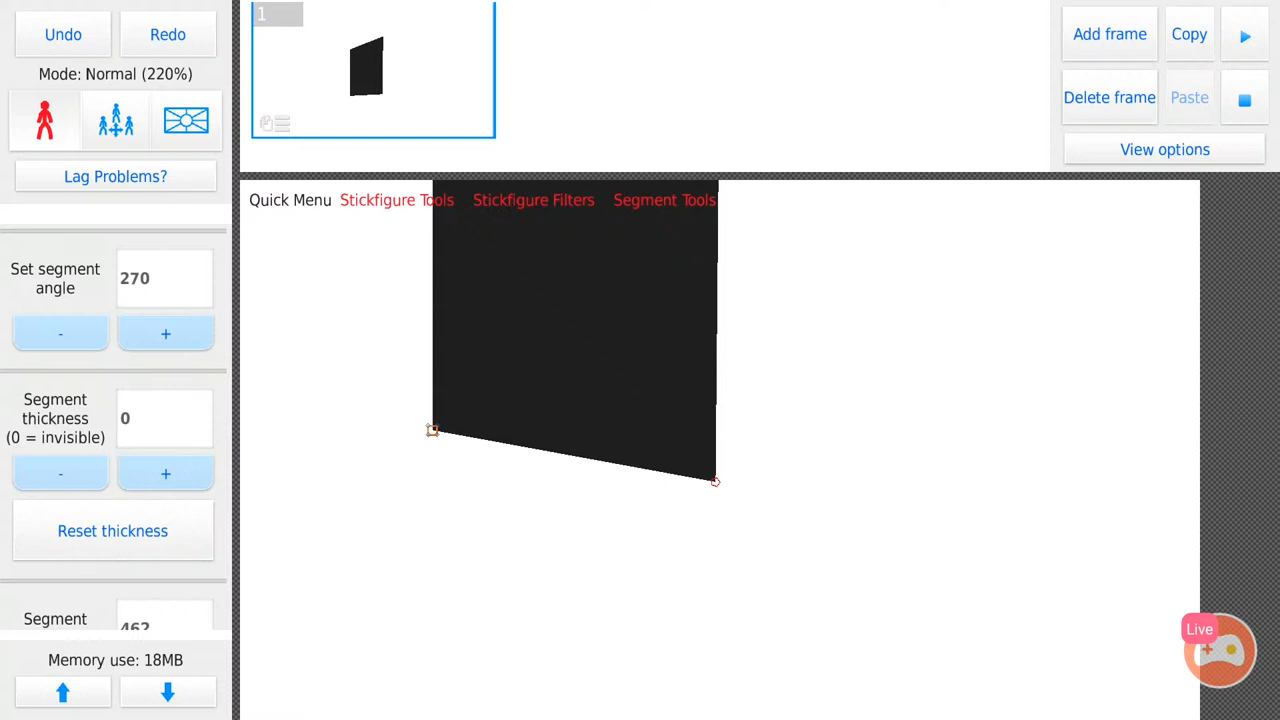 Undo
Redo
Mode: Normal (220%)
Lag Problems?
Set segment
angle
270
-
+
Segment
thickness
(0 = invisible)
0
-
+
Reset thickness
Segment
462
Memory use: 18MB
1
Add frame
Copy
Delete frame
Paste
View options
Quick Menu
Stickfigure Tools
Stickfigure Filters
Segment Tools
Live